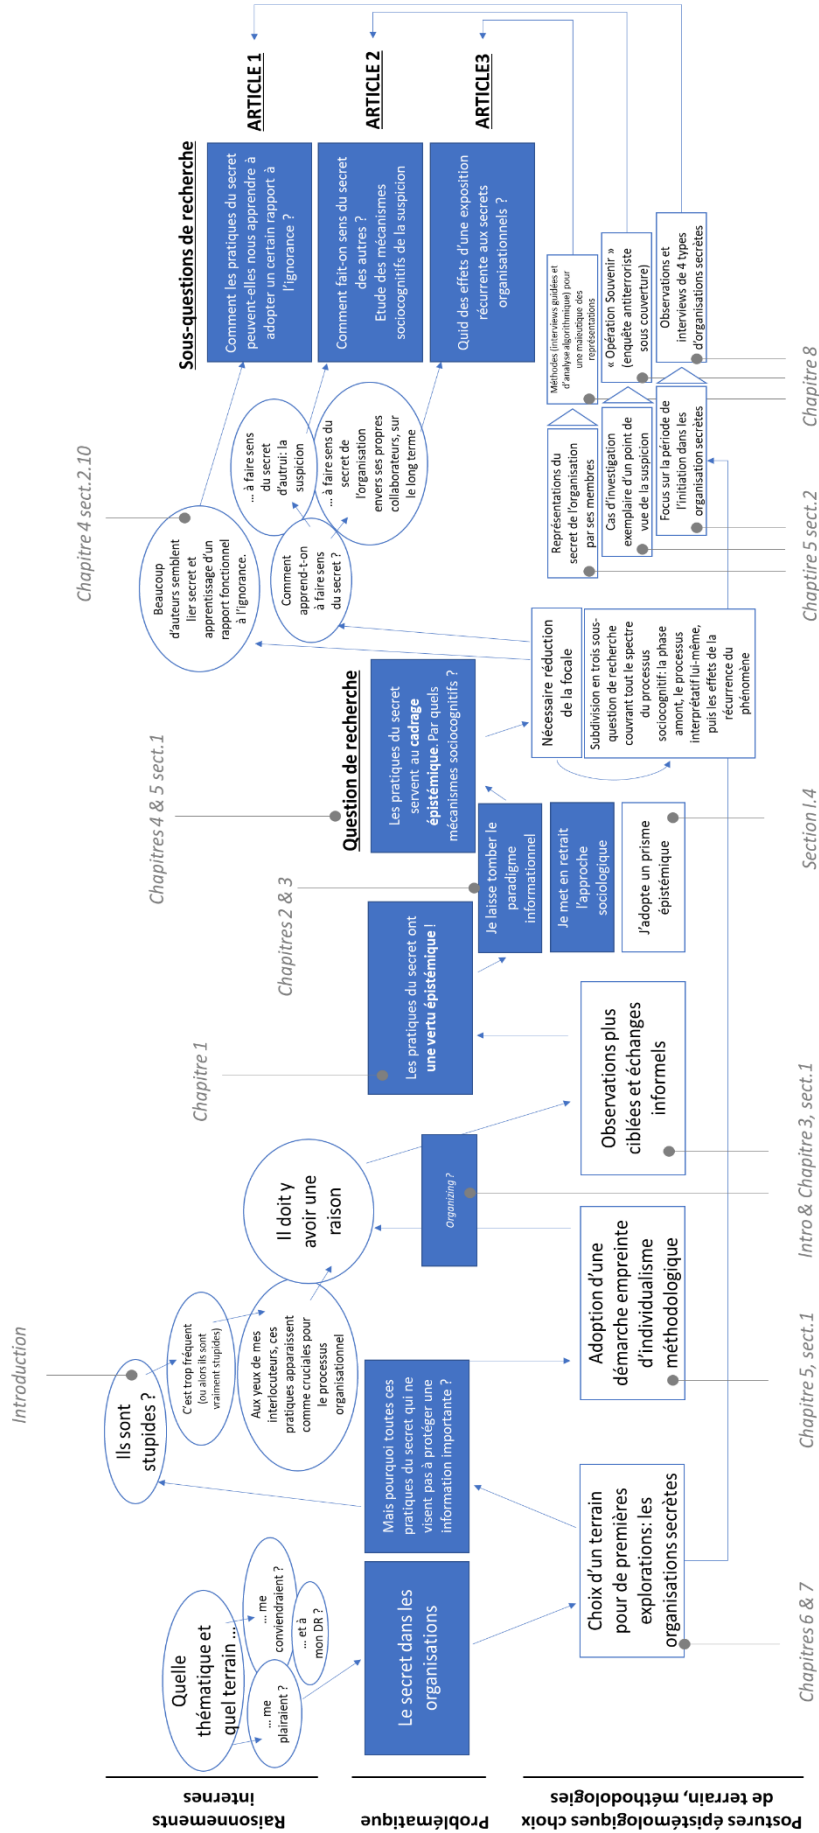 Introduction
Chapitre 1
Chapitres 2 & 3
Chapitres 4 & 5 sect.1
Chapitre 4 sect.2.10
Raisonnements
internes
Quelle
thématique et
quel terrain ...
... me
plairaient ?
... me
conviendraient ?
... et à
mon DR ?
Ils sont
stupides ?
C'est trop fréquent
(ou alors ils sont
vraiment stupides)
Aux yeux de mes
interlocuteurs, ces
pratiques apparaissent
comme cruciales pour
le processus
organisationnel
Il doit y
avoir une
raison
Beaucoup
d'auteurs semblent
lier secret et
apprentissage d'un
rapport fonctionnel
à l'ignorance.
Comment
apprend-t-on
à faire sens
du secret ?
... à faire sens
du secret
d'autrui: la
suspicion
... à faire sens du
secret de
l'organisation
envers ses propres
collaborateurs, sur
le long terme
Problématique
Le secret dans les
organisations
Mais pourquoi toutes ces
pratiques du secret qui ne
visent pas à protéger une
information importante ?
Organizing ?
Les pratiques du secret ont
une vertu épistémique !
Je laisse tomber le
paradigme
informationnel
Je met en retrait
l'approche
sociologique
J'adopte un prisme
épistémique
Question de recherche
Les pratiques du secret
servent au cadrage
épistémique. Par quels
mécanismes sociocognitifs ?
Sous-questions de recherche
Comment les pratiques du secret
peuvent-elles nous apprendre à
adopter un certain rapport à
l'ignorance ?
ARTICLE 1
Comment fait-on sens du secret
des autres ?
Etude des mécanismes
sociocognitifs de la suspicion
ARTICLE 2
Quid des effets d'une exposition
récurrente aux secrets
organisationnels ?
ARTICLE3
Postures épistémologiques choix
de terrain, méthodologies
Choix d'un terrain
pour de premières
explorations: les
organisations secrètes
Adoption d'une
démarche empreinte
d'individualisme
méthodologique
Observations plus
ciblées et échanges
informels
Nécessaire réduction
de la focale
Subdivision en trois sous-
question de recherche
couvrant tout le spectre
du processus
sociocognitif: la phase
amont, le processus
interprétatif lui-même,
puis les effets de la
récurrence du
phénomène
Représentations du
secret de l'organisation
par ses membres
Méthodes (interviews guidées et
d'analyse algorithmique) pour
une maieutique des
représentations
Cas d'investigation
exemplaire d'un point de
vue de la suspicion
« Opération Souvenir »
(enquête antiterroriste
sous couverture)
Focus sur la période de
l'initiation dans les
organisation secrètes
Observations et
interviews de 4 types
d'organisations secrètes
Chapitres 6 & 7
Chapitre 5, sect.1
Intro & Chapitre 3, sect.1
Section I.4
Chaptire 5 sect.2
Chapitre 8